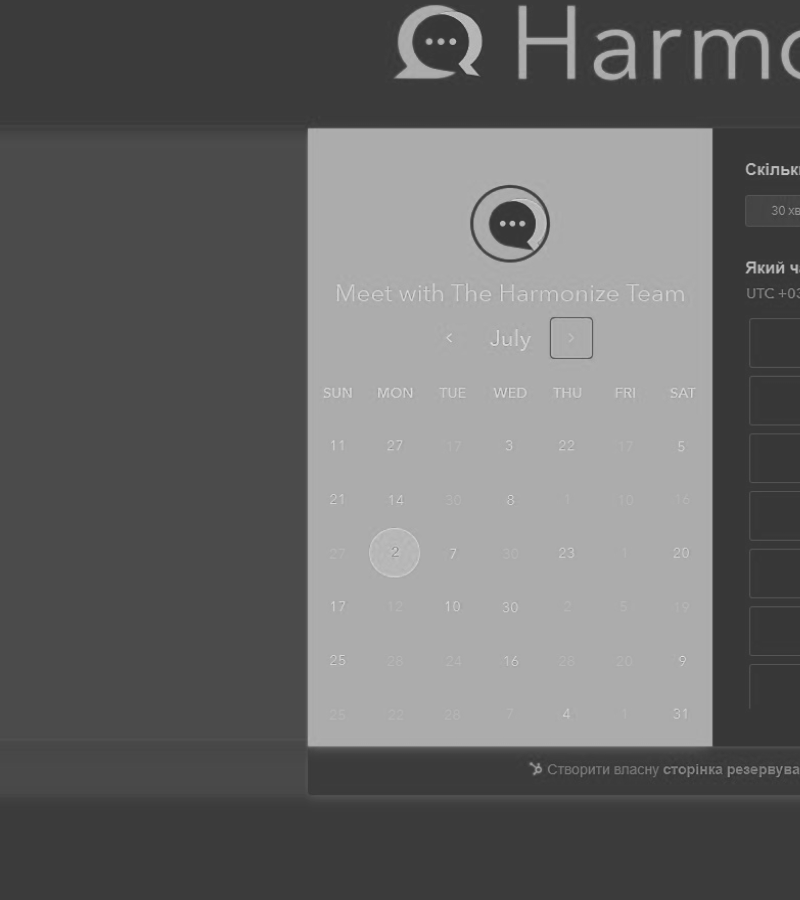 Harmo
Скільк
30 хв
Meet with The Harmonize Team
Який ч
UTC +03
July
SUN MON TUE WED THU FRI SAT
11 27 17 3 22 17 5
21 14 30 8 1 10 16
27 2 7 30 23 1 20
17 12 10 30 2 5 19
25 28 24 16 28 20 9
25 22 26 7 4 1 31
Створити власну сторінка резервува